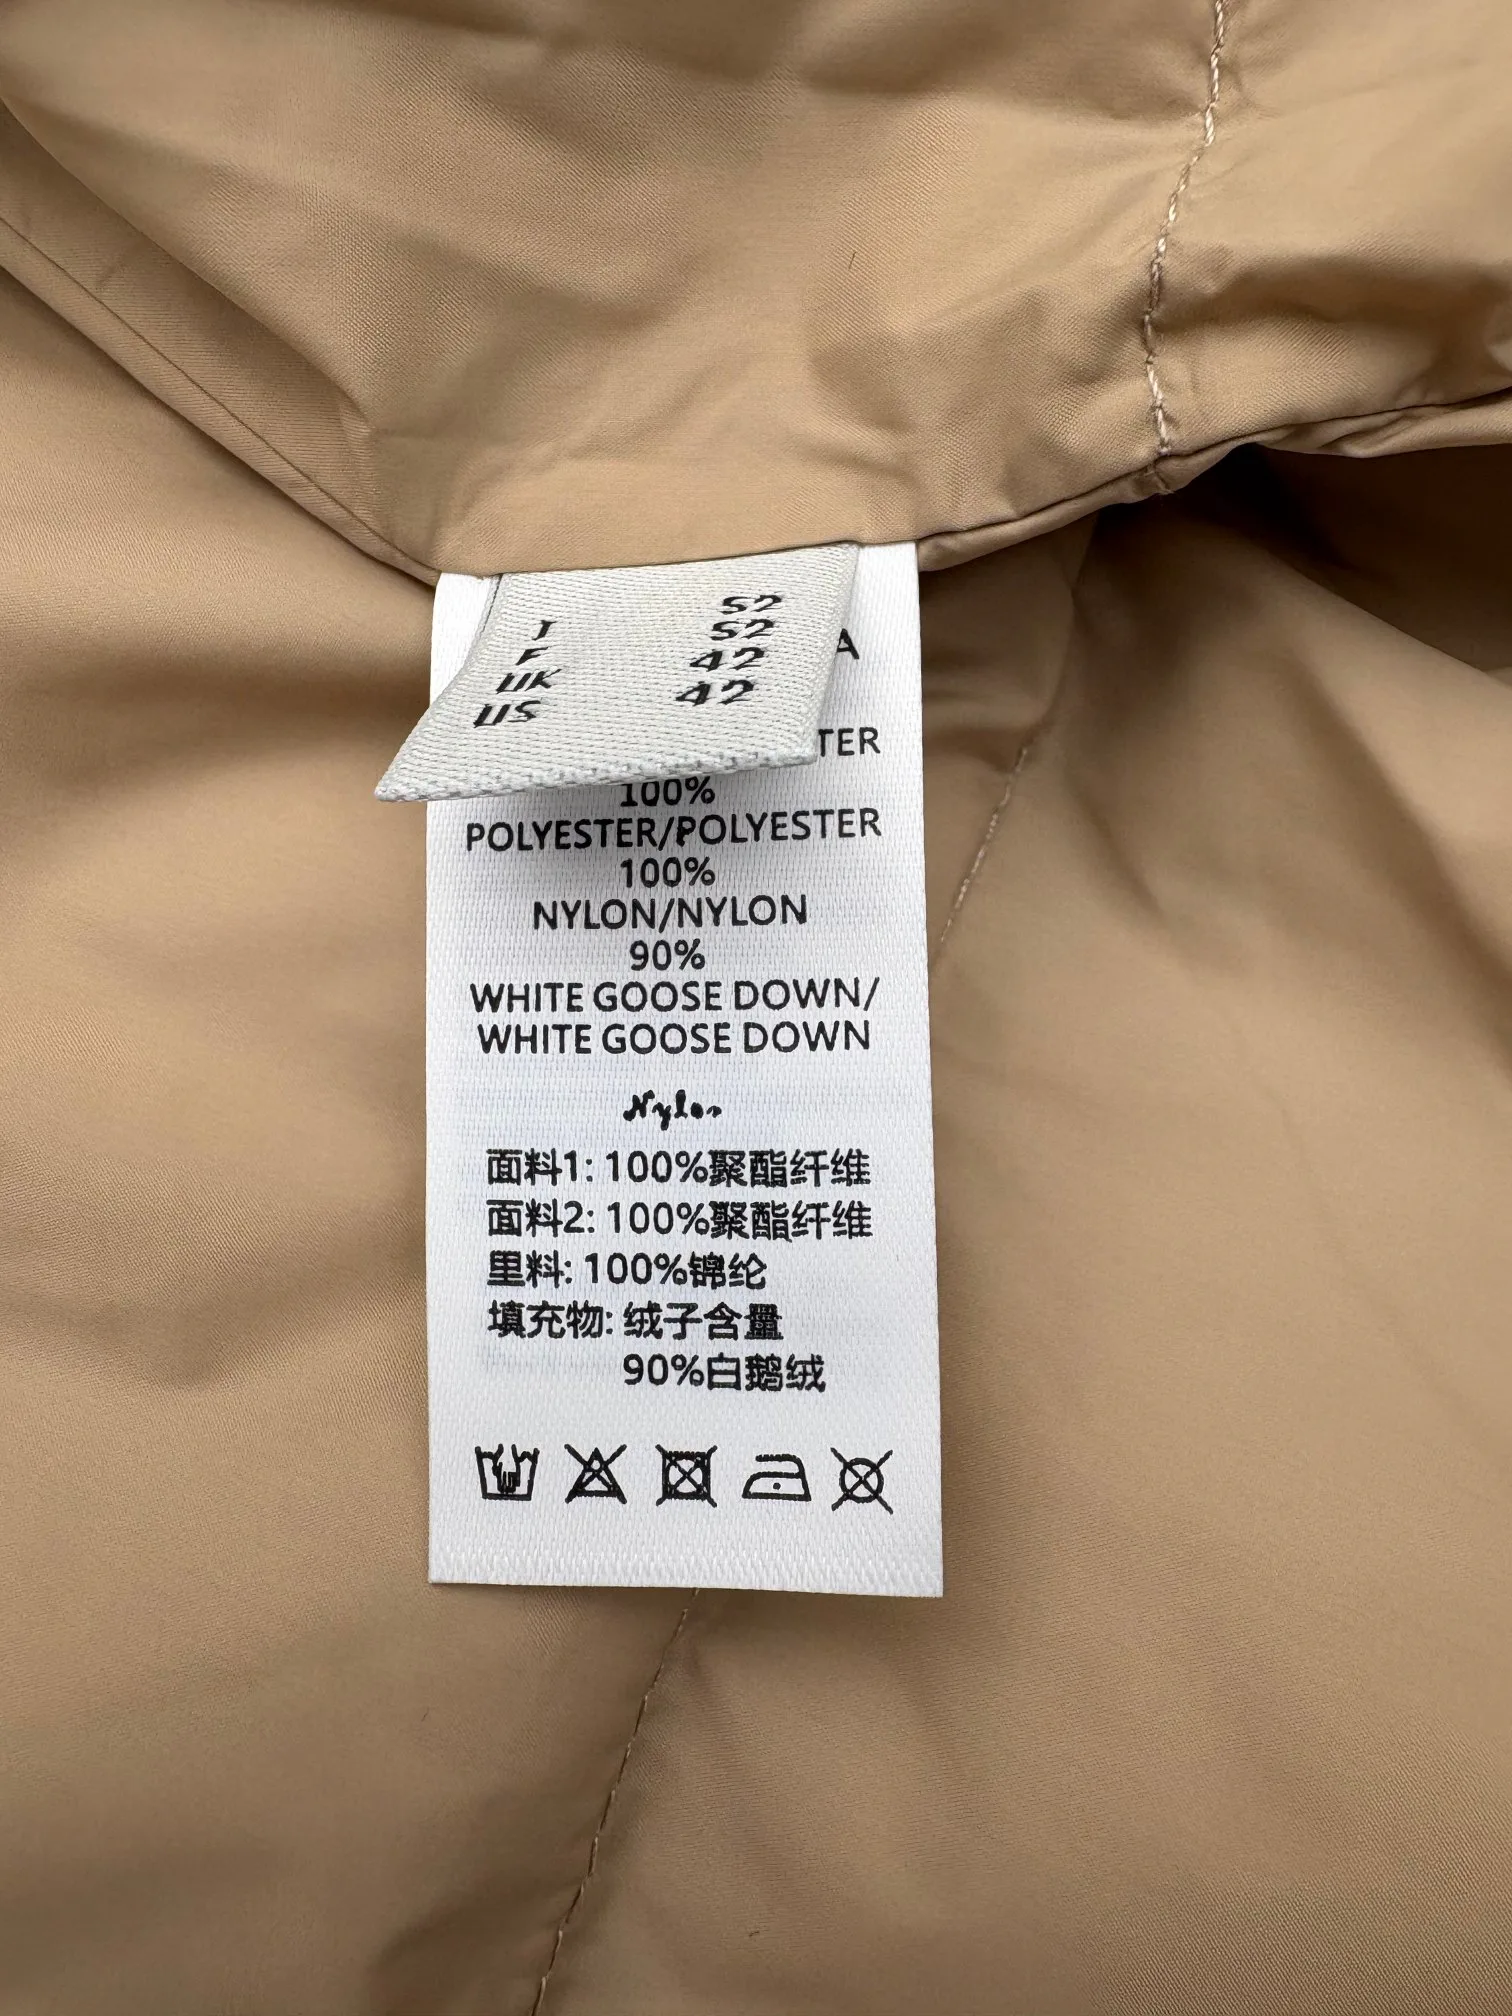 I 52
F 52
UK 42
US 42
A
TER
100%
POLYESTER/POLYESTER
100%
NYLON/NYLON
90%
WHITE GOOSE DOWN/
WHITE GOOSE DOWN
Nylon
面料1: 100%聚酯纤维
面料2: 100%聚酯纤维
里料: 100%锦纶
填充物: 绒子含量
90%白鹅绒